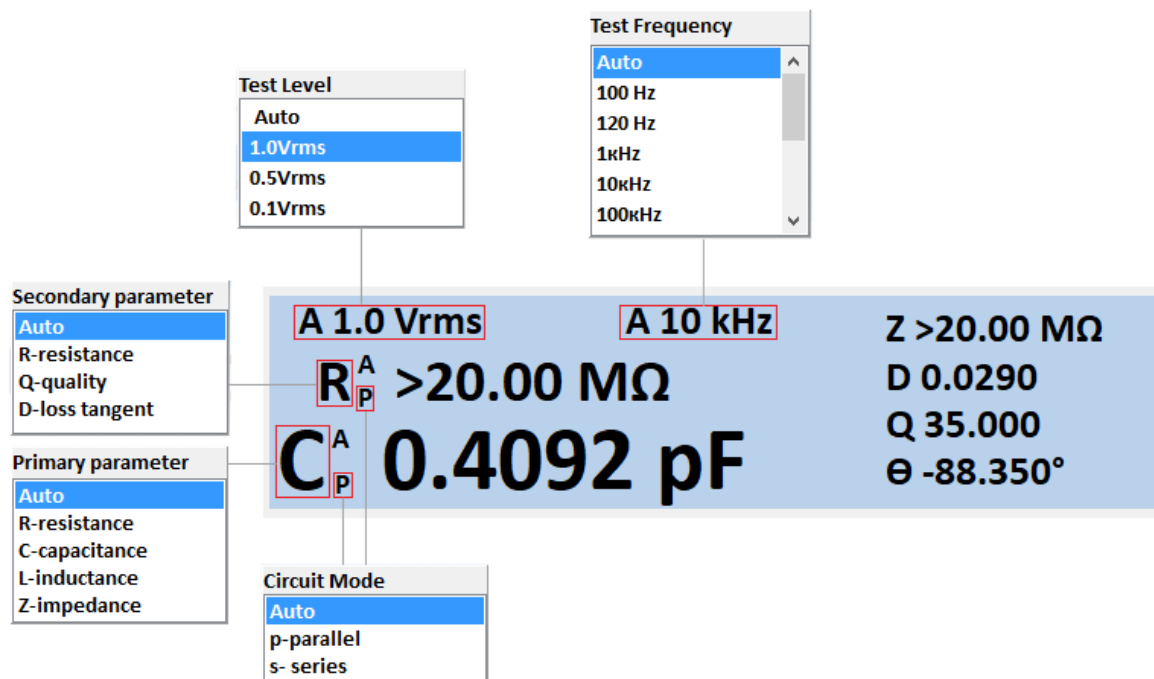 Test Frequency
Auto
100 Hz
120 Hz
1кHz
10кHz
100кHz
Test Level
Auto
1.0Vrms
0.5Vrms
0.1Vrms
Secondary parameter
Auto
R-resistance
Q-quality
D-loss tangent
Primary parameter
Auto
R-resistance
C-capacitance
L-inductance
Z-impedance
A 1.0 Vrms A 10 kHz
R A P >20.00 MΩ
C A P 0.4092 pF
Z >20.00 MΩ
D 0.0290
Q 35.000
Θ -88.350°
Circuit Mode
Auto
p-parallel
s- series